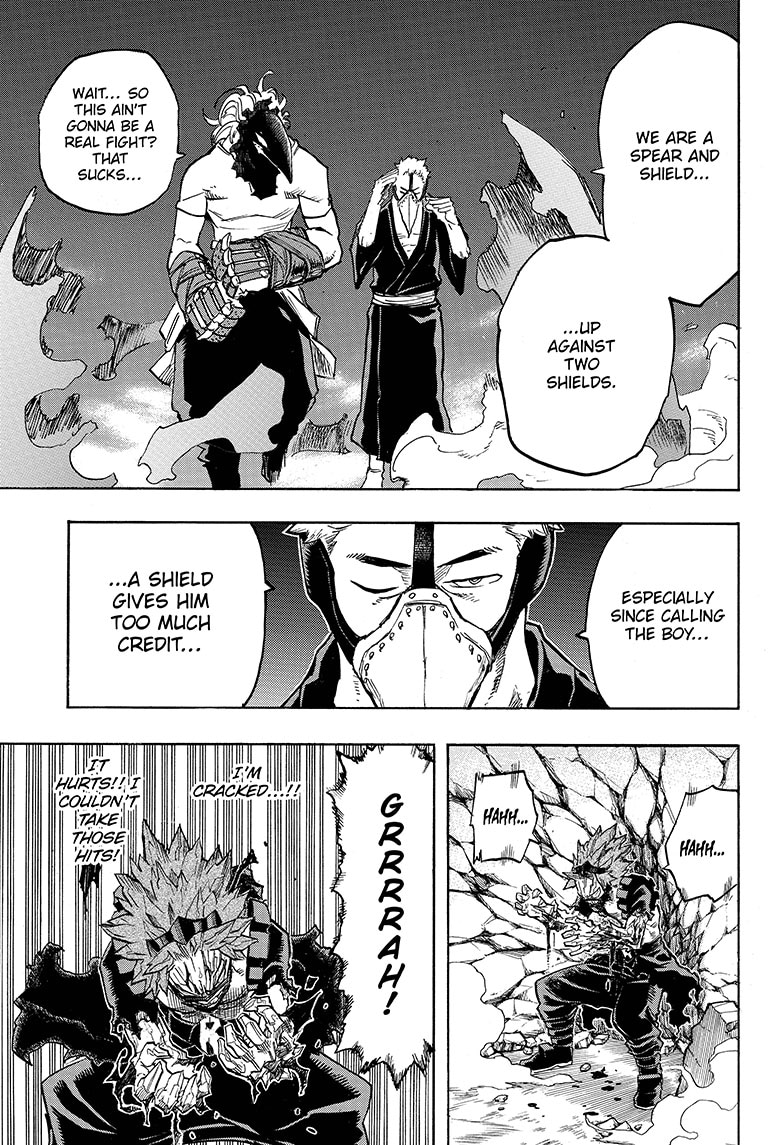 WE ARE A
SPEAR AND
SHIELD...
...UP
AGAINST
TWO
SHIELDS.
WAIT... SO
THIS AIN'T
GONNA BE A
REAL FIGHT?
THAT
SUCKS...
ESPECIALLY
SINCE CALLING
THE BOY...
...A SHIELD
GIVES HIM
TOO MUCH
CREDIT...
HAHH...
HAHH...
GRRRRAH!
I'M
CRACKED...!!
IT
HURTS!! I
COULDN'T
TAKE
THOSE
HITS!